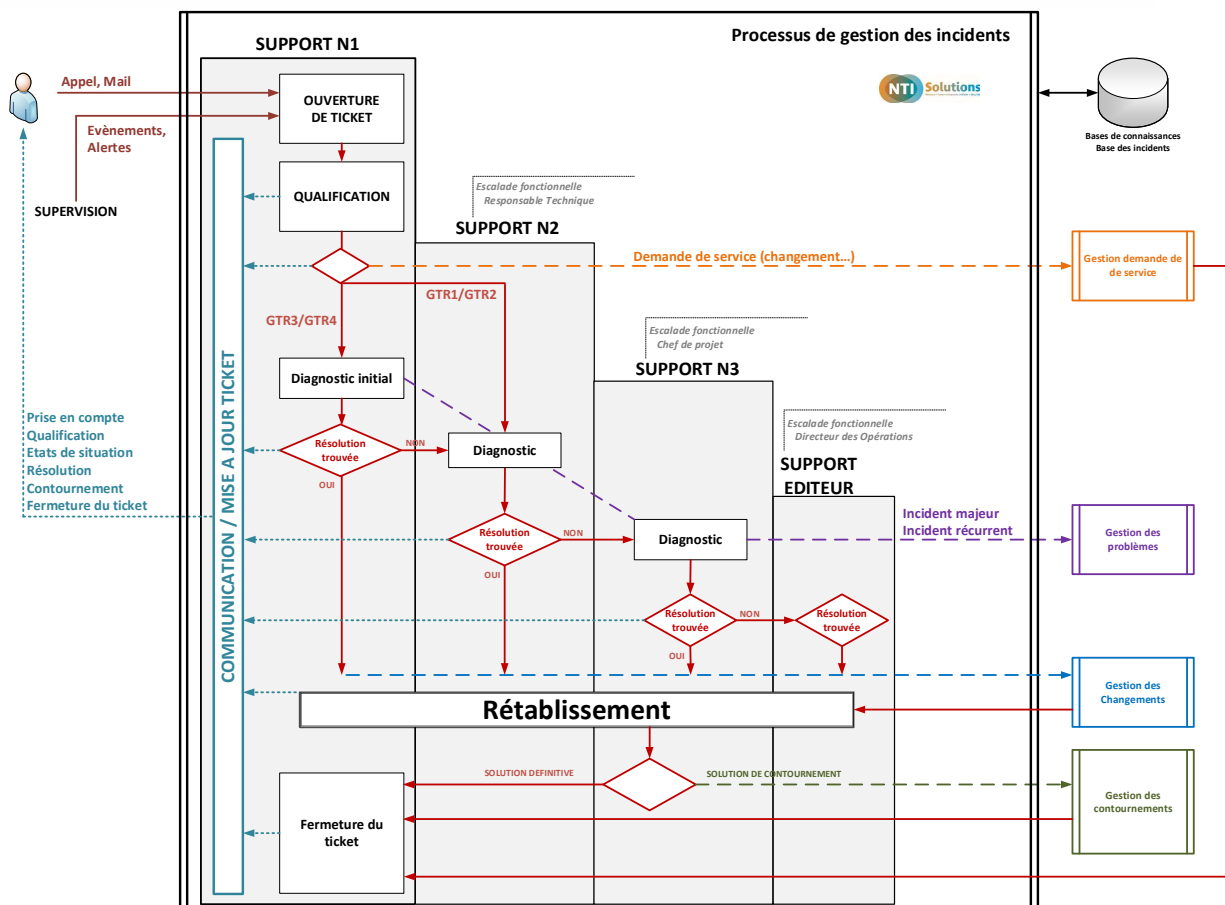 Processus de gestion des incidents
SUPPORT N1
NTI Solutions
Appel, Mail
OUVERTURE
DE TICKET
Evènements,
Alertes
Bases de connaissances
Base des incidents
QUALIFICATION
SUPERVISION
Escalade fonctionnelle
Responsable Technique
SUPPORT N2
Demande de service (changement…)
Gestion demande de
de service
GTR1/GTR2
GTR3/GTR4
Escalade fonctionnelle
Chef de projet
SUPPORT N3
Diagnostic initial
COMMUNICATION / MISE A JOUR TICKET
Prise en compte
Qualification
Etats de situation
Résolution
Contournement
Fermeture du ticket
Résolution
trouvée
NON
OUI
Diagnostic
Escalade fonctionnelle
Directeur des Opérations
SUPPORT
EDITEUR
Résolution
trouvée
NON
OUI
Diagnostic
Incident majeur
Incident récurrent
Gestion des
problèmes
Résolution
trouvée
NON
OUI
Résolution
trouvée
Gestion des
Changements
Rétablissement
SOLUTION DEFINITIVE
SOLUTION DE CONTOURNEMENT
Gestion des
contournements
Fermeture du
ticket